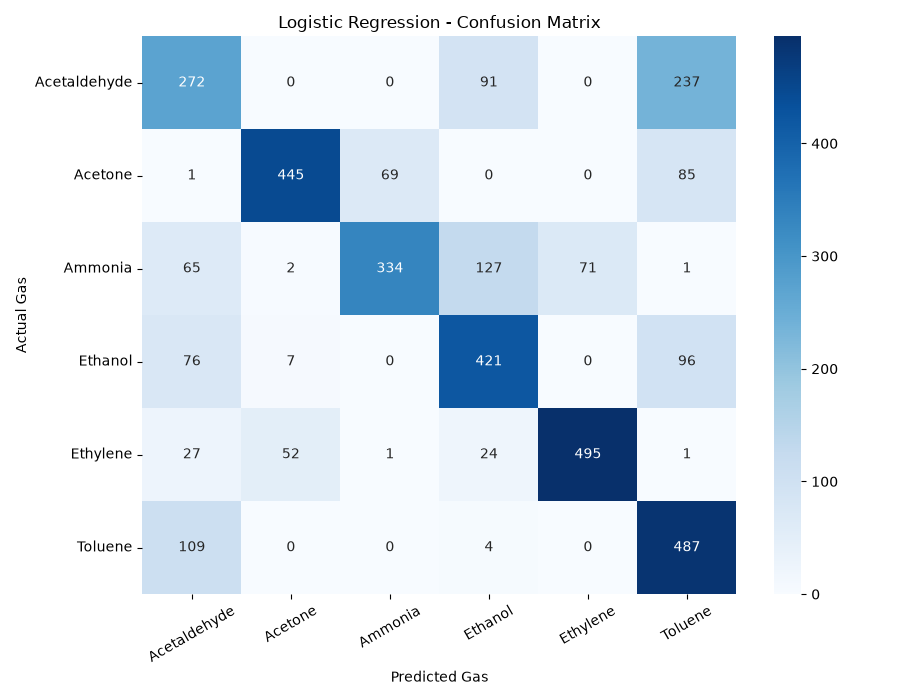 Logistic Regression - Confusion Matrix
Acetaldehyde 272 0 0 91 0 237
Acetone 1 445 69 0 0 85
Ammonia 65 2 334 127 71 1
Ethanol 76 7 0 421 0 96
Ethylene 27 52 1 24 495 1
Toluene 109 0 0 4 0 487
Acetaldehyde Acetone Ammonia Ethanol Ethylene Toluene
Predicted Gas
Actual Gas
400
300
200
100
0